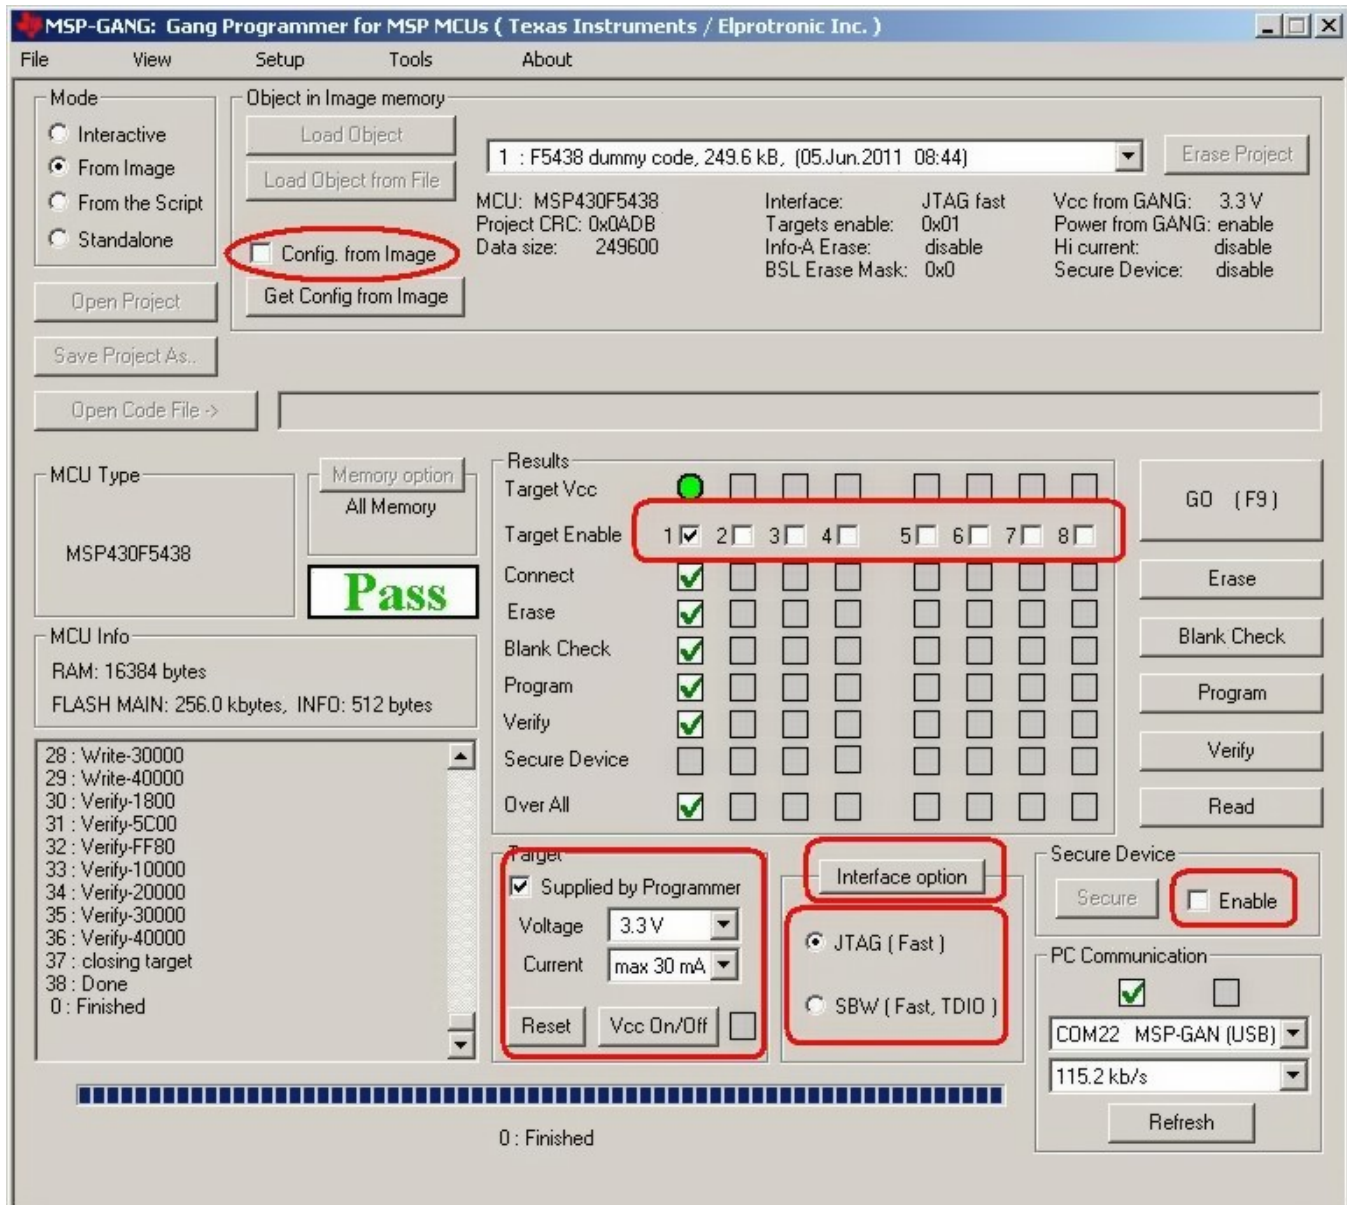 MSP-GANG: Gang Programmer for MSP MCUs ( Texas Instruments / Elprotronic Inc. )
File View Setup Tools About
Mode
Interactive
From Image
From the Script
Standalone
Open Project
Save Project As..
Open Code File ->
Object in Image memory
Load Object
Load Object from File
Config. from Image
Get Config from Image
1 : F5438 dummy code, 249.6 kB, (05.Jun.2011 08:44)
Erase Project
MCU: MSP430F5438
Project CRC: 0x0ADB
Data size: 249600
Interface: JTAG fast
Targets enable: 0x01
Info-A Erase: disable
BSL Erase Mask: 0x0
Vcc from GANG: 3.3 V
Power from GANG: enable
Hi current: disable
Secure Device: disable
MCU Type
MSP430F5438
Memory option
All Memory
Pass
MCU Info
RAM: 16384 bytes
FLASH MAIN: 256.0 kbytes, INFO: 512 bytes
28 : Write-30000
29 : Write-40000
30 : Verify-1800
31 : Verify-5C00
32 : Verify-FF80
33 : Verify-10000
34 : Verify-20000
35 : Verify-30000
36 : Verify-40000
37 : closing target
38 : Done
0 : Finished
Results
Target Vcc
Target Enable 1 2 3 4 5 6 7 8
Connect
Erase
Blank Check
Program
Verify
Secure Device
Over All
GO (F9)
Erase
Blank Check
Program
Verify
Read
Target
Supplied by Programmer
Voltage 3.3 V
Current max 30 mA
Reset Vcc On/Off
Interface option
JTAG ( Fast )
SBW ( Fast, TDIO )
Secure Device
Secure Enable
PC Communication
COM22 MSP-GAN (USB)
115.2 kb/s
Refresh
0 : Finished